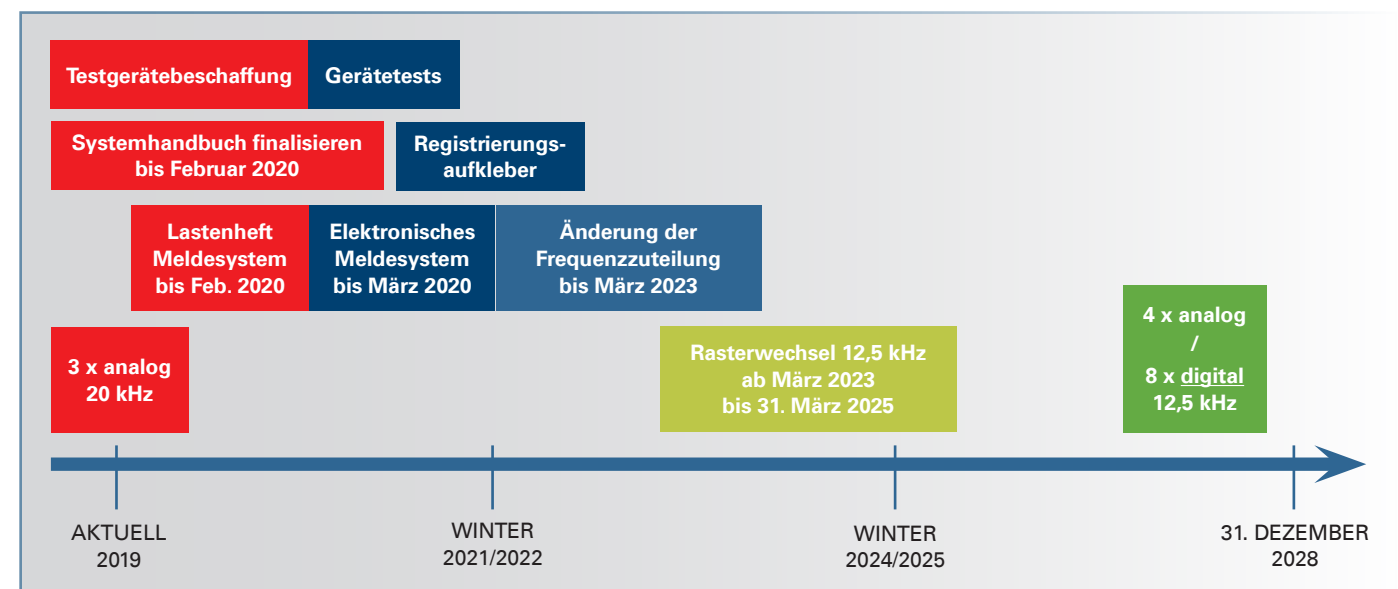 Testgerätebeschaffung
Gerätetests
Systemhandbuch finalisieren
bis Februar 2020
Registrierungs-
aufkleber
Lastenheft
Meldesystem
bis Feb. 2020
Elektronisches
Meldesystem
bis März 2020
Änderung der
Frequenzzuteilung
bis März 2023
3 x analog
20 kHz
Rasterwechsel 12,5 kHz
ab März 2023
bis 31. März 2025
4 x analog
/
8 x digital
12,5 kHz
AKTUELL
2019
WINTER
2021/2022
WINTER
2024/2025
31. DEZEMBER
2028